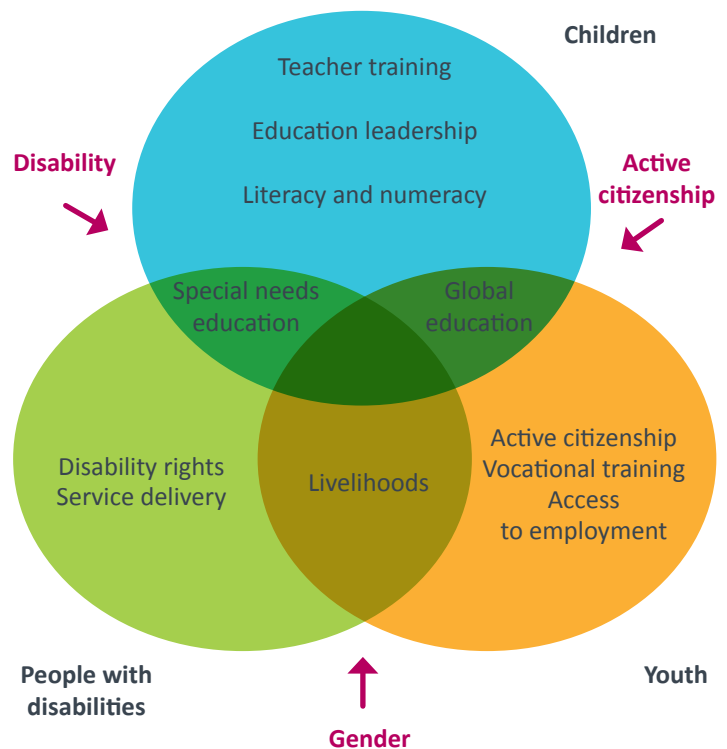 Children
Teacher training
Education leadership
Disability
Active
citizenship
Literacy and numeracy
Special needs
education
Global
education
Disability rights
Service delivery
Livelihoods
Active citizenship
Vocational training
Access
to employment
People with
disabilities
Youth
Gender